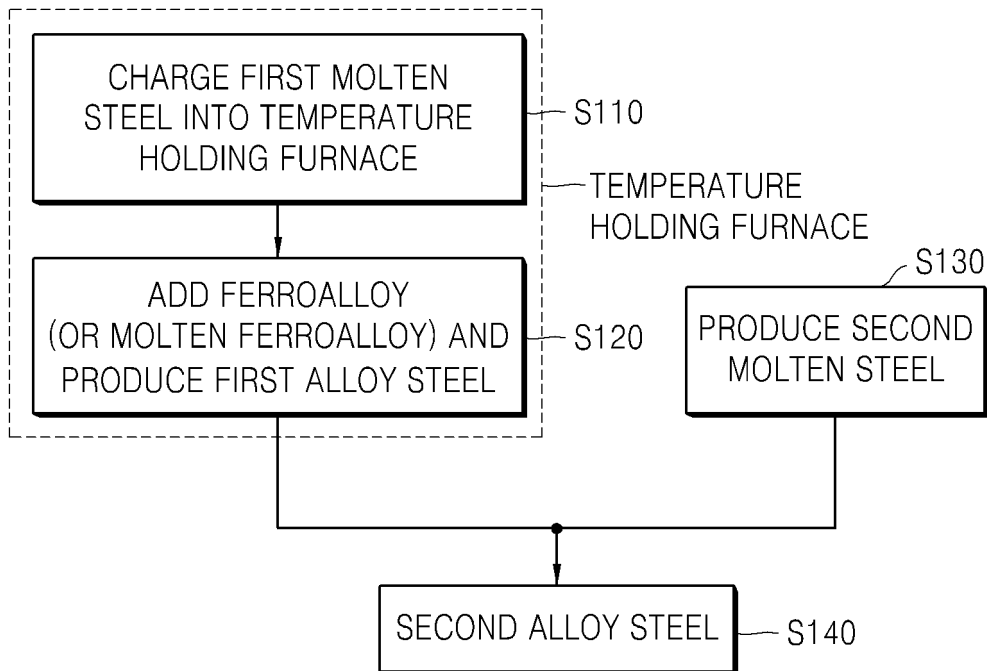 CHARGE FIRST MOLTEN
STEEL INTO TEMPERATURE
HOLDING FURNACE
S110
TEMPERATURE
HOLDING FURNACE
ADD FERROALLOY
(OR MOLTEN FERROALLOY) AND
PRODUCE FIRST ALLOY STEEL
S120
S130
PRODUCE SECOND
MOLTEN STEEL
SECOND ALLOY STEEL
S140